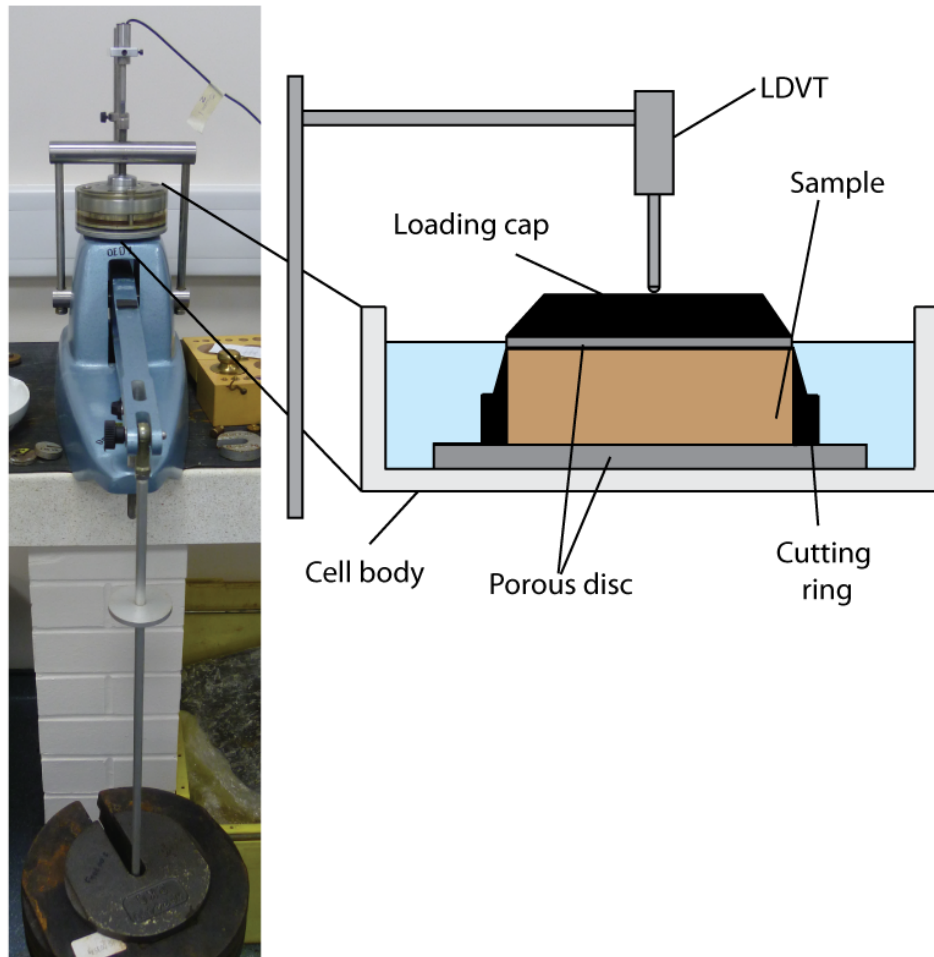 LDVT
Sample
Loading cap
Cell body
Porous disc
Cutting
ring